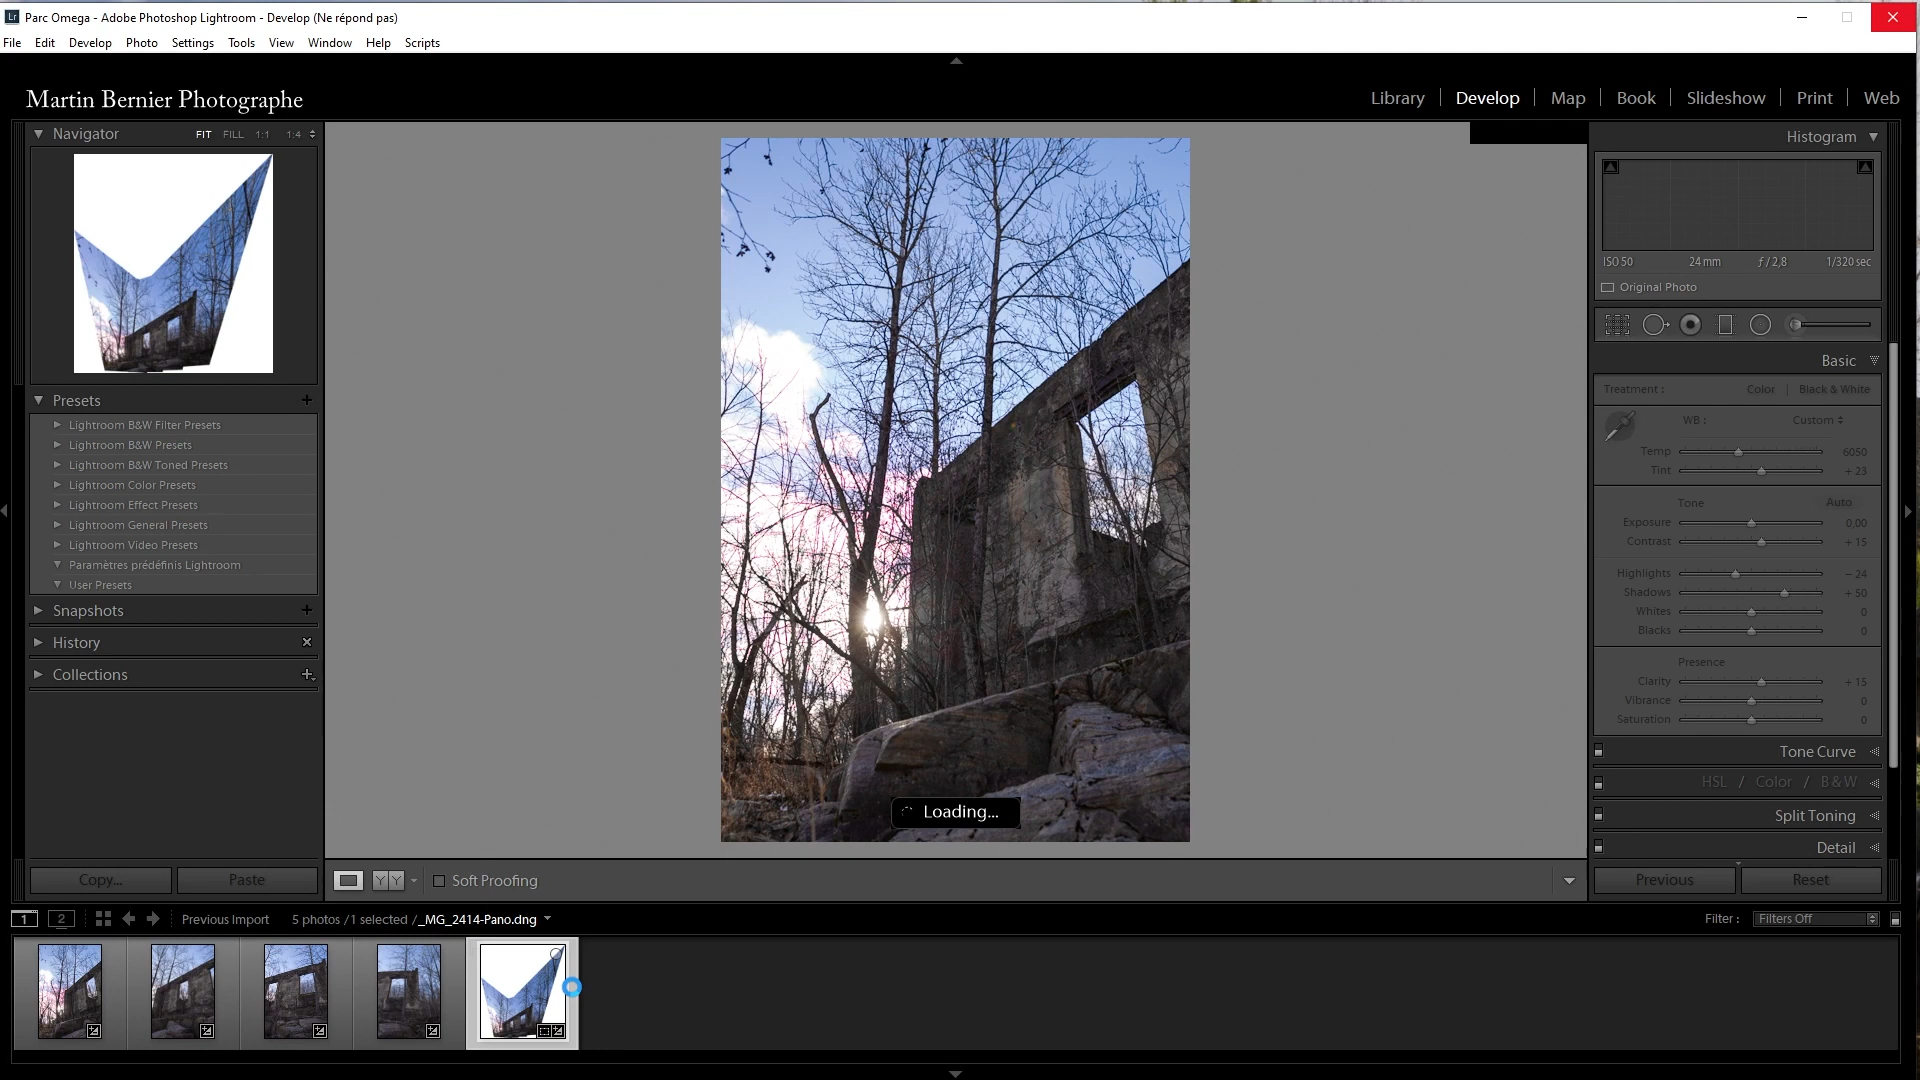 Lr Parc Omega - Adobe Photoshop Lightroom - Develop (Ne répond pas)
File Edit Develop Photo Settings Tools View Window Help Scripts
Martin Bernier Photographe
Library Develop Map Book Slideshow Print Web
Navigator FIT FILL 1:1 1:4
Presets
Lightroom B&W Filter Presets
Lightroom B&W Presets
Lightroom B&W Toned Presets
Lightroom Color Presets
Lightroom Effect Presets
Lightroom General Presets
Lightroom Video Presets
Paramètres prédéfinis Lightroom
User Presets
Snapshots
History
Collections
Copy... Paste
Loading...
Y Y Soft Proofing
Histogram
ISO 50 24 mm ƒ / 2,8 1/320 sec
Original Photo
Basic
Treatment : Color Black & White
WB : Custom
Temp 6050
Tint + 23
Tone Auto
Exposure 0,00
Contrast + 15
Highlights − 24
Shadows + 50
Whites 0
Blacks 0
Presence
Clarity + 15
Vibrance 0
Saturation 0
Tone Curve
HSL / Color / B & W
Split Toning
Detail
Previous Reset
1 2 Previous Import 5 photos / 1 selected / _MG_2414-Pano.dng Filter : Filters Off